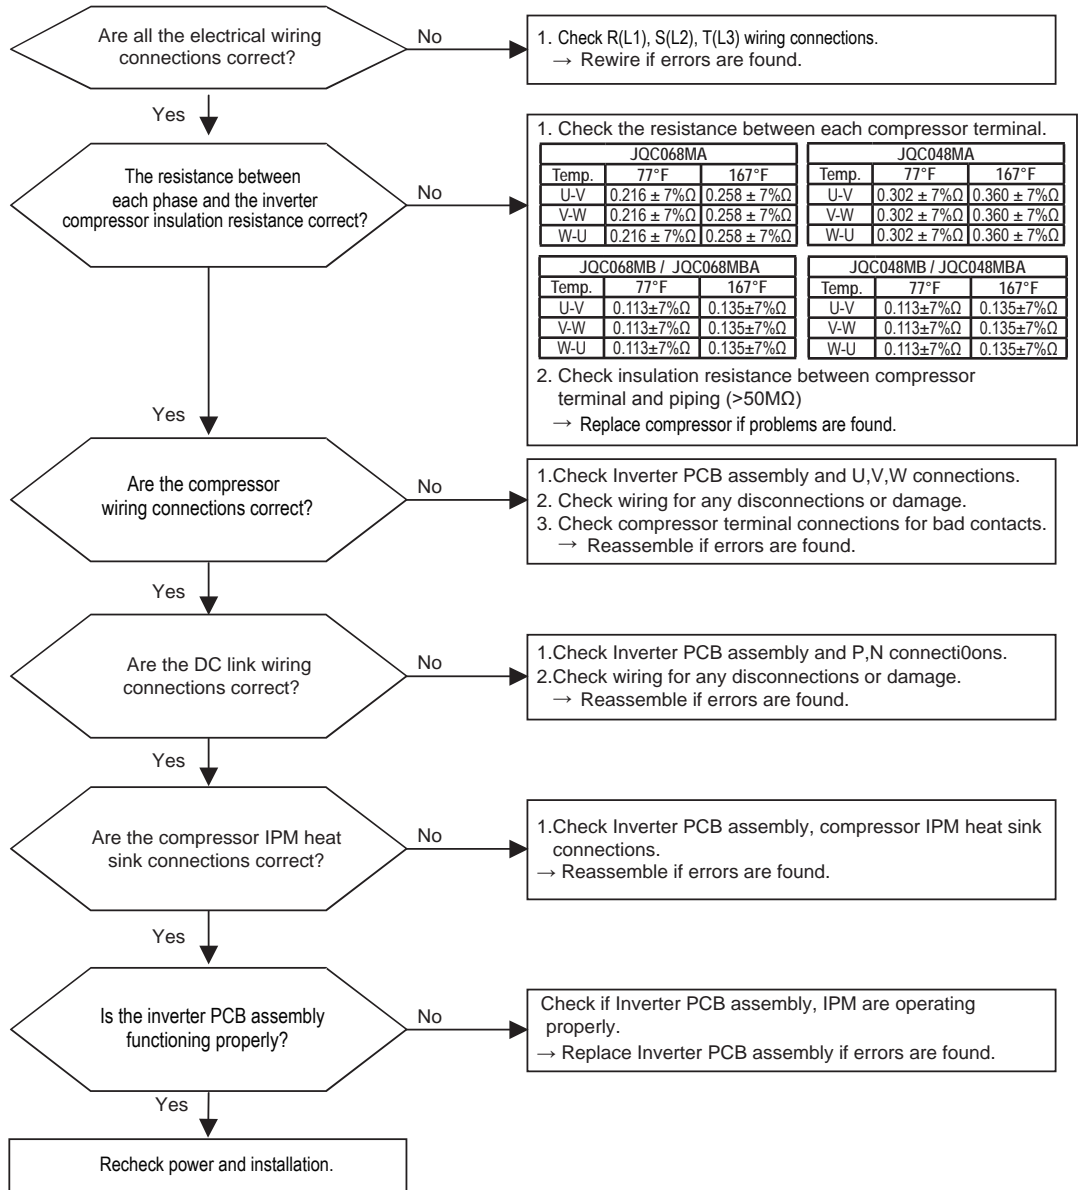 Are all the electrical wiring
connections correct?
No
1. Check R(L1), S(L2), T(L3) wiring connections.
→ Rewire if errors are found.
Yes
The resistance between
each phase and the inverter
compressor insulation resistance correct?
No
1. Check the resistance between each compressor terminal.
JQC068MA
Temp. 77°F 167°F
U-V 0.216 ± 7%Ω 0.258 ± 7%Ω
V-W 0.216 ± 7%Ω 0.258 ± 7%Ω
W-U 0.216 ± 7%Ω 0.258 ± 7%Ω
JQC048MA
Temp. 77°F 167°F
U-V 0.302 ± 7%Ω 0.360 ± 7%Ω
V-W 0.302 ± 7%Ω 0.360 ± 7%Ω
W-U 0.302 ± 7%Ω 0.360 ± 7%Ω
JQC068MB / JQC068MBA
Temp. 77°F 167°F
U-V 0.113±7%Ω 0.135±7%Ω
V-W 0.113±7%Ω 0.135±7%Ω
W-U 0.113±7%Ω 0.135±7%Ω
JQC048MB / JQC048MBA
Temp. 77°F 167°F
U-V 0.113±7%Ω 0.135±7%Ω
V-W 0.113±7%Ω 0.135±7%Ω
W-U 0.113±7%Ω 0.135±7%Ω
2. Check insulation resistance between compressor
terminal and piping (>50MΩ)
→ Replace compressor if problems are found.
Yes
Are the compressor
wiring connections correct?
No
1.Check Inverter PCB assembly and U,V,W connections.
2. Check wiring for any disconnections or damage.
3. Check compressor terminal connections for bad contacts.
→ Reassemble if errors are found.
Yes
Are the DC link wiring
connections correct?
No
1.Check Inverter PCB assembly and P,N connecti0ons.
2.Check wiring for any disconnections or damage.
→ Reassemble if errors are found.
Yes
Are the compressor IPM heat
sink connections correct?
No
1.Check Inverter PCB assembly, compressor IPM heat sink
connections.
→ Reassemble if errors are found.
Yes
Is the inverter PCB assembly
functioning properly?
No
Check if Inverter PCB assembly, IPM are operating
properly.
→ Replace Inverter PCB assembly if errors are found.
Yes
Recheck power and installation.